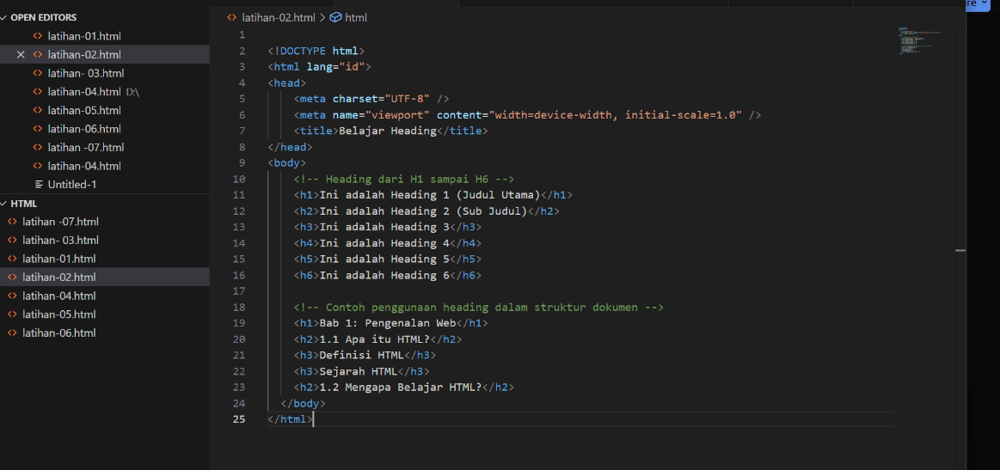 re
OPEN EDITORS
latihan-01.html
latihan-02.html
latihan- 03.html
latihan-04.html D:\
latihan-05.html
latihan-06.html
latihan -07.html
latihan-04.html
Untitled-1
HTML
latihan -07.html
latihan- 03.html
latihan-01.html
latihan-02.html
latihan-04.html
latihan-05.html
latihan-06.html
latihan-02.html > html
1
2 <!DOCTYPE html>
3 <html lang="id">
4 <head>
5 <meta charset="UTF-8" />
6 <meta name="viewport" content="width=device-width, initial-scale=1.0" />
7 <title>Belajar Heading</title>
8 </head>
9 <body>
10 <!-- Heading dari H1 sampai H6 -->
11 <h1>Ini adalah Heading 1 (Judul Utama)</h1>
12 <h2>Ini adalah Heading 2 (Sub Judul)</h2>
13 <h3>Ini adalah Heading 3</h3>
14 <h4>Ini adalah Heading 4</h4>
15 <h5>Ini adalah Heading 5</h5>
16 <h6>Ini adalah Heading 6</h6>
17
18 <!-- Contoh penggunaan heading dalam struktur dokumen -->
19 <h1>Bab 1: Pengenalan Web</h1>
20 <h2>1.1 Apa itu HTML?</h2>
21 <h3>Definisi HTML</h3>
22 <h3>Sejarah HTML</h3>
23 <h2>1.2 Mengapa Belajar HTML?</h2>
24 </body>
25 </html>